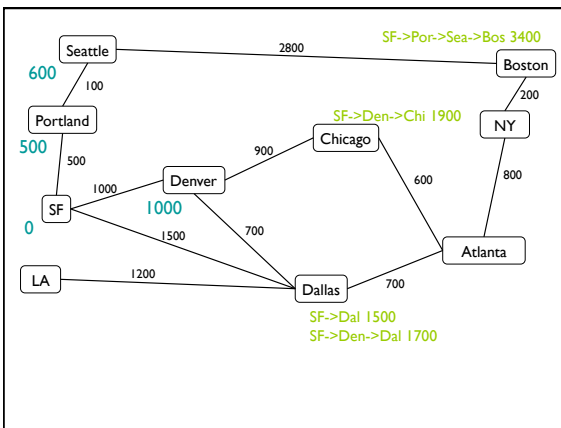 SF->Por->Sea->Bos 3400
Seattle
2800
Boston
600
100
200
Portland
SF->Den->Chi 1900
NY
Chicago
500
500
900
Denver
1000
600
800
SF
1000
0
1500
700
Atlanta
LA
1200
Dallas
700
SF->Dal 1500
SF->Den->Dal 1700